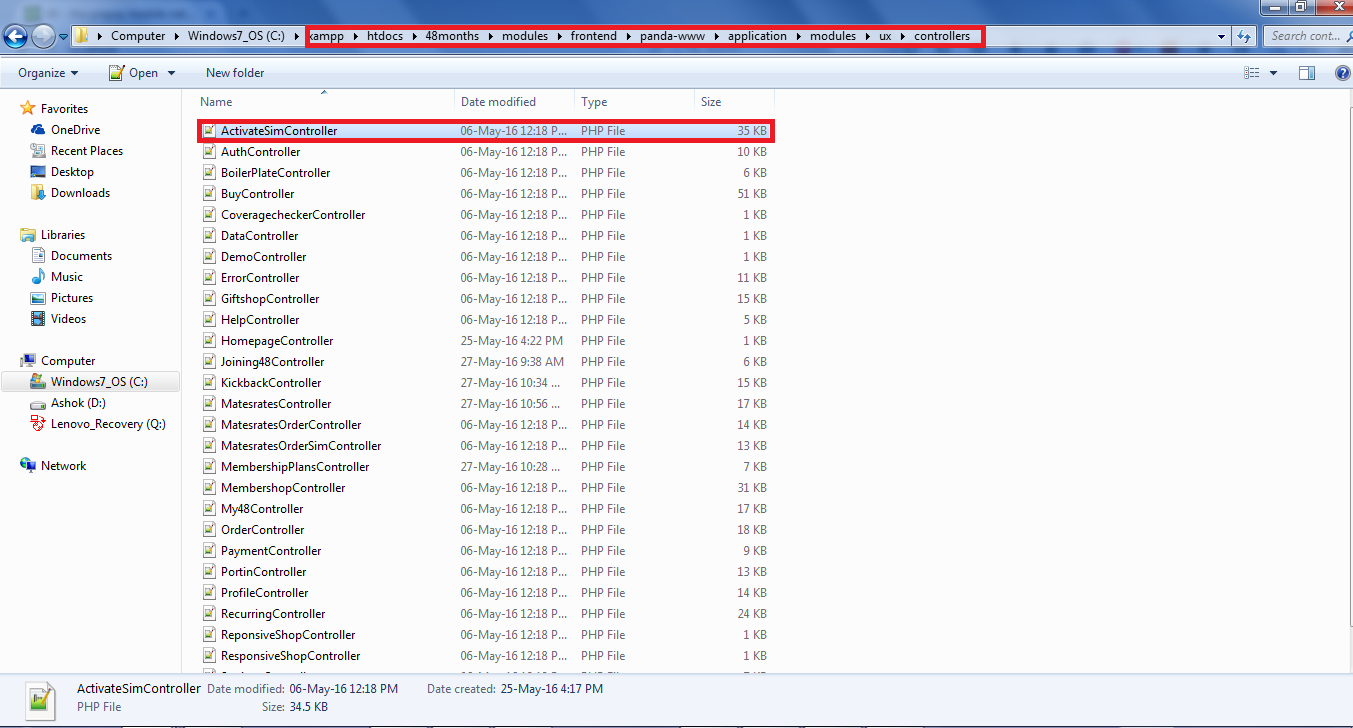 Computer Windows7_OS (C:) xampp htdocs 48months modules frontend panda-www application modules ux controllers Search cont...
Organize Open New folder
Favorites
OneDrive
Recent Places
Desktop
Downloads
Libraries
Documents
Music
Pictures
Videos
Computer
Windows7_OS (C:)
Ashok (D:)
Lenovo_Recovery (Q:)
Network
Name Date modified Type Size
ActivateSimController 06-May-16 12:18 P... PHP File 35 KB
AuthController 06-May-16 12:18 P... PHP File 10 KB
BoilerPlateController 06-May-16 12:18 P... PHP File 6 KB
BuyController 06-May-16 12:18 P... PHP File 51 KB
CoveragecheckerController 06-May-16 12:18 P... PHP File 1 KB
DataController 06-May-16 12:18 P... PHP File 1 KB
DemoController 06-May-16 12:18 P... PHP File 1 KB
ErrorController 06-May-16 12:18 P... PHP File 11 KB
GiftshopController 06-May-16 12:18 P... PHP File 15 KB
HelpController 06-May-16 12:18 P... PHP File 5 KB
HomepageController 25-May-16 4:22 PM PHP File 1 KB
Joining48Controller 27-May-16 9:38 AM PHP File 6 KB
KickbackController 27-May-16 10:34 ... PHP File 15 KB
MatesratesController 27-May-16 10:56 ... PHP File 17 KB
MatesratesOrderController 06-May-16 12:18 P... PHP File 14 KB
MatesratesOrderSimController 06-May-16 12:18 P... PHP File 13 KB
MembershipPlansController 27-May-16 10:28 ... PHP File 7 KB
MembershopController 06-May-16 12:18 P... PHP File 31 KB
My48Controller 06-May-16 12:18 P... PHP File 17 KB
OrderController 06-May-16 12:18 P... PHP File 18 KB
PaymentController 06-May-16 12:18 P... PHP File 9 KB
PortinController 06-May-16 12:18 P... PHP File 13 KB
ProfileController 06-May-16 12:18 P... PHP File 14 KB
RecurringController 06-May-16 12:18 P... PHP File 24 KB
ReponsiveShopController 06-May-16 12:18 P... PHP File 1 KB
ResponsiveShopController 06-May-16 12:18 P... PHP File 1 KB
ActivateSimController Date modified: 06-May-16 12:18 PM Date created: 25-May-16 4:17 PM
PHP File Size: 34.5 KB